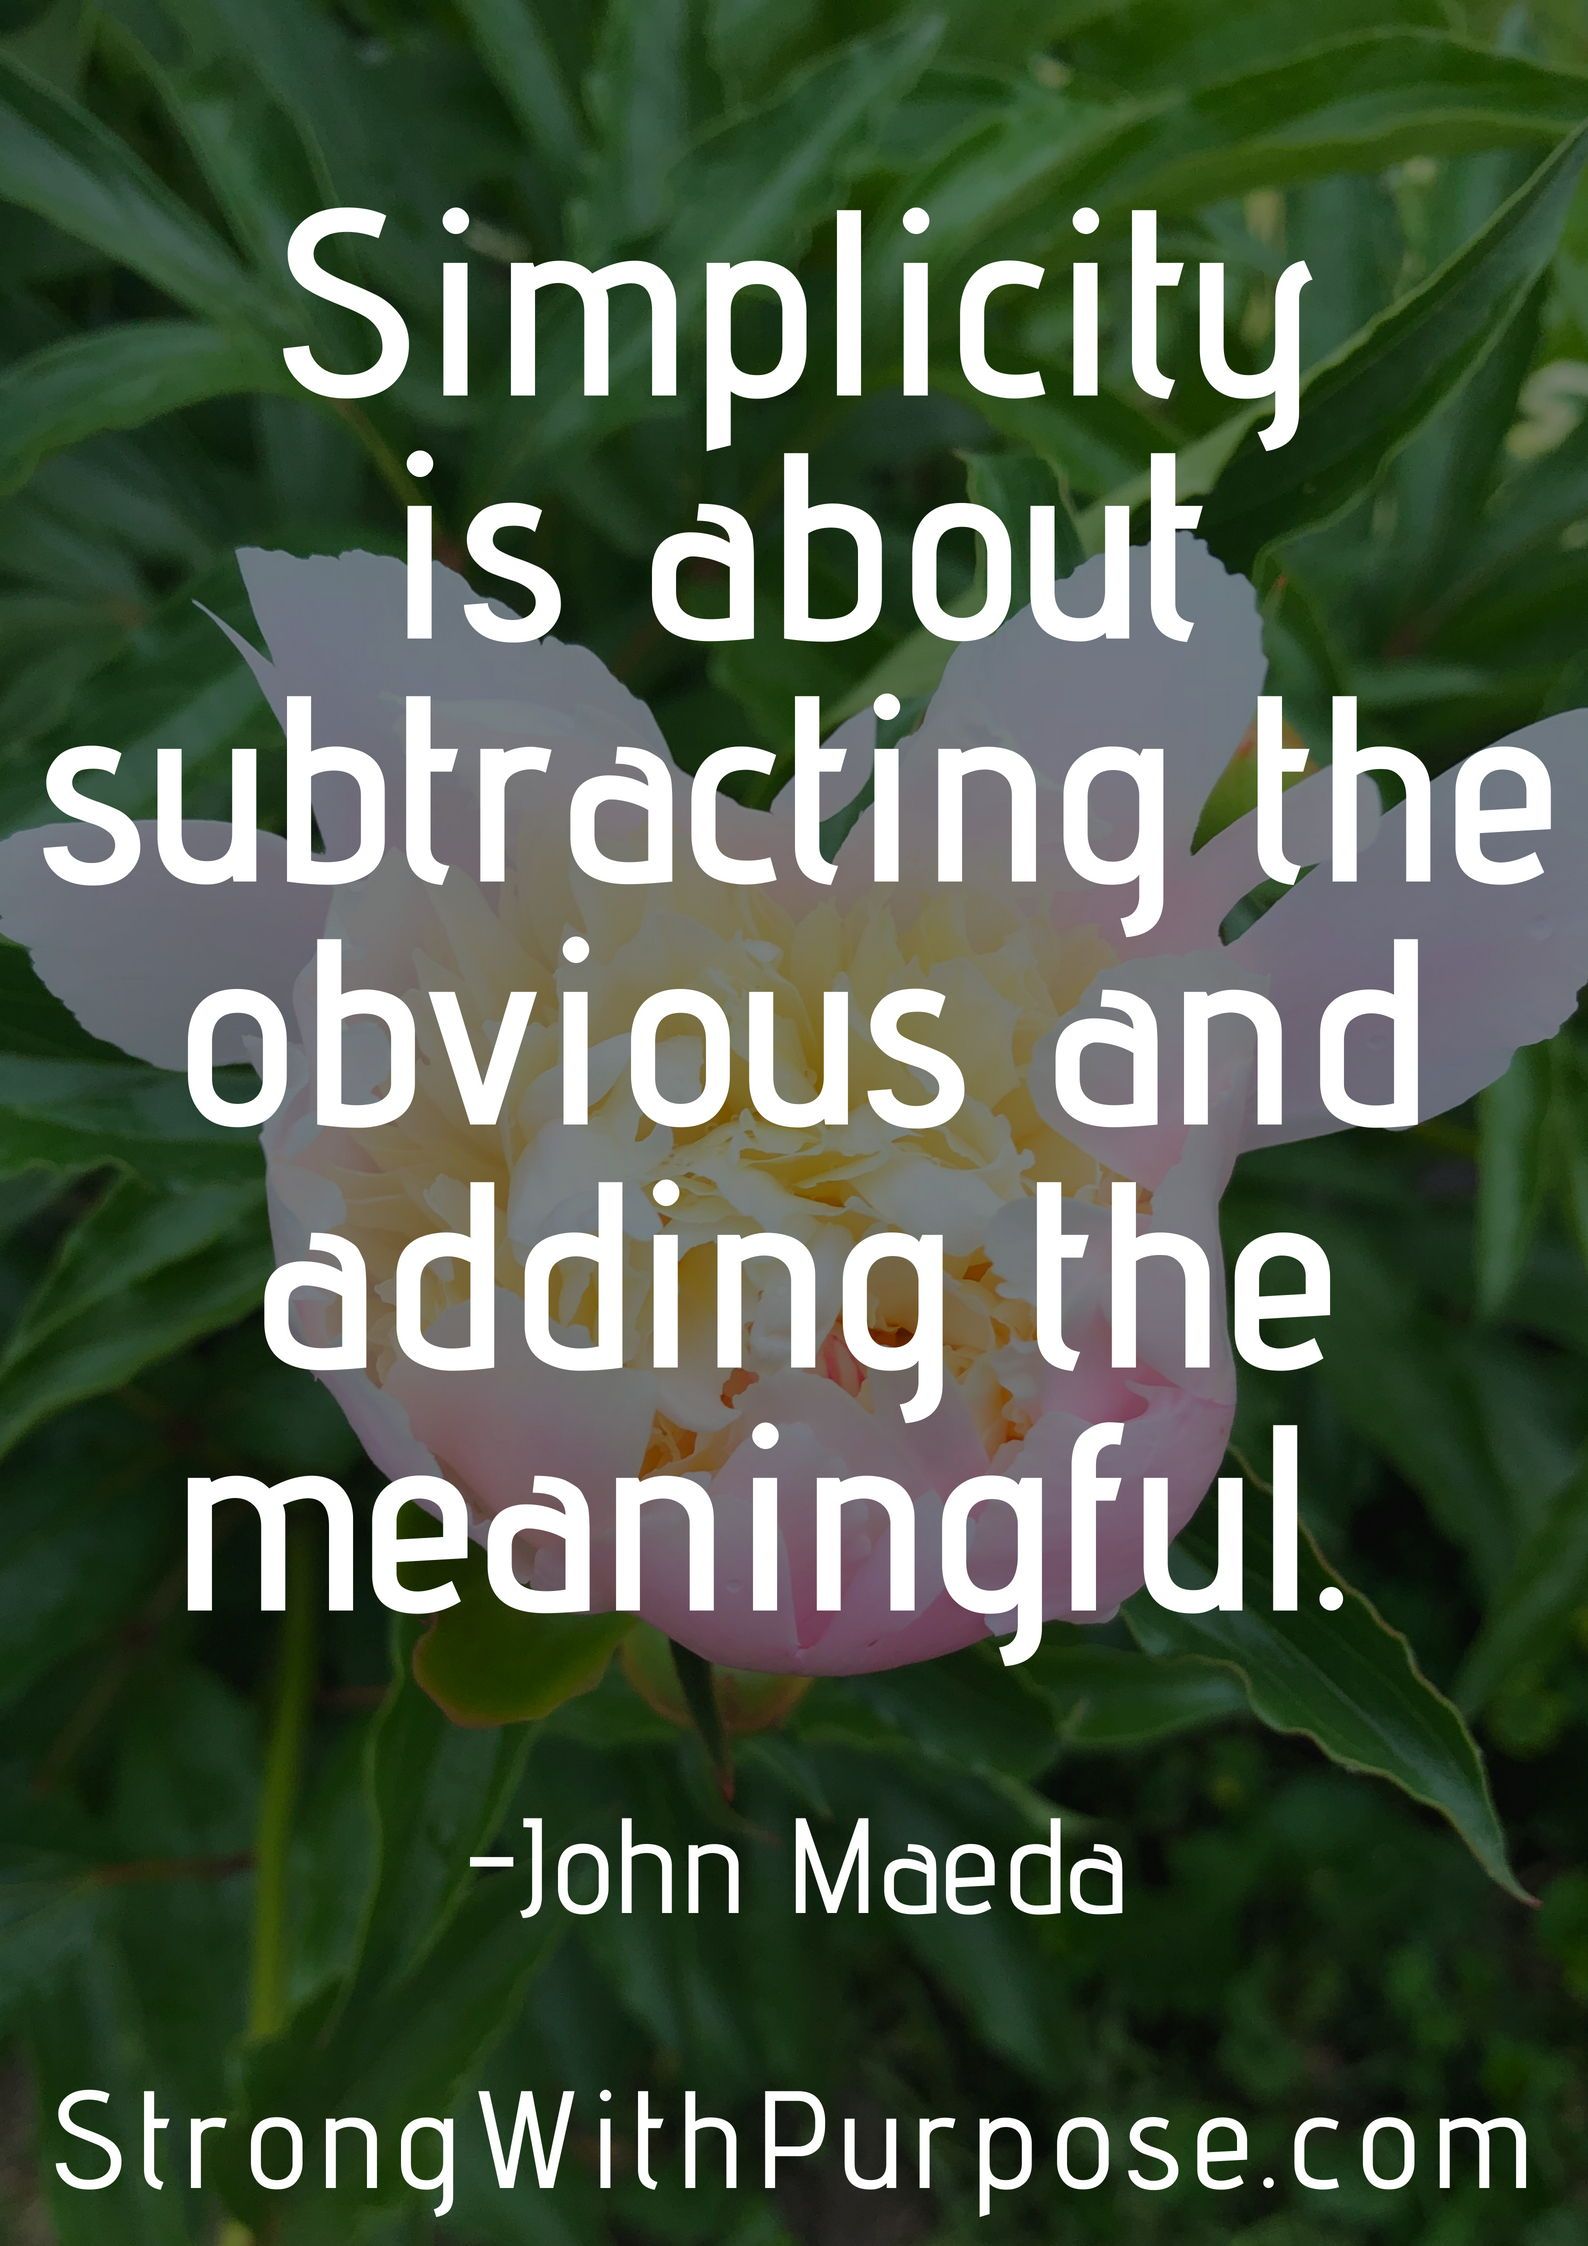 Simplicity
is about
subtracting the
obvious and
adding the
meaningful.
-John Maeda
StrongWithPurpose.com